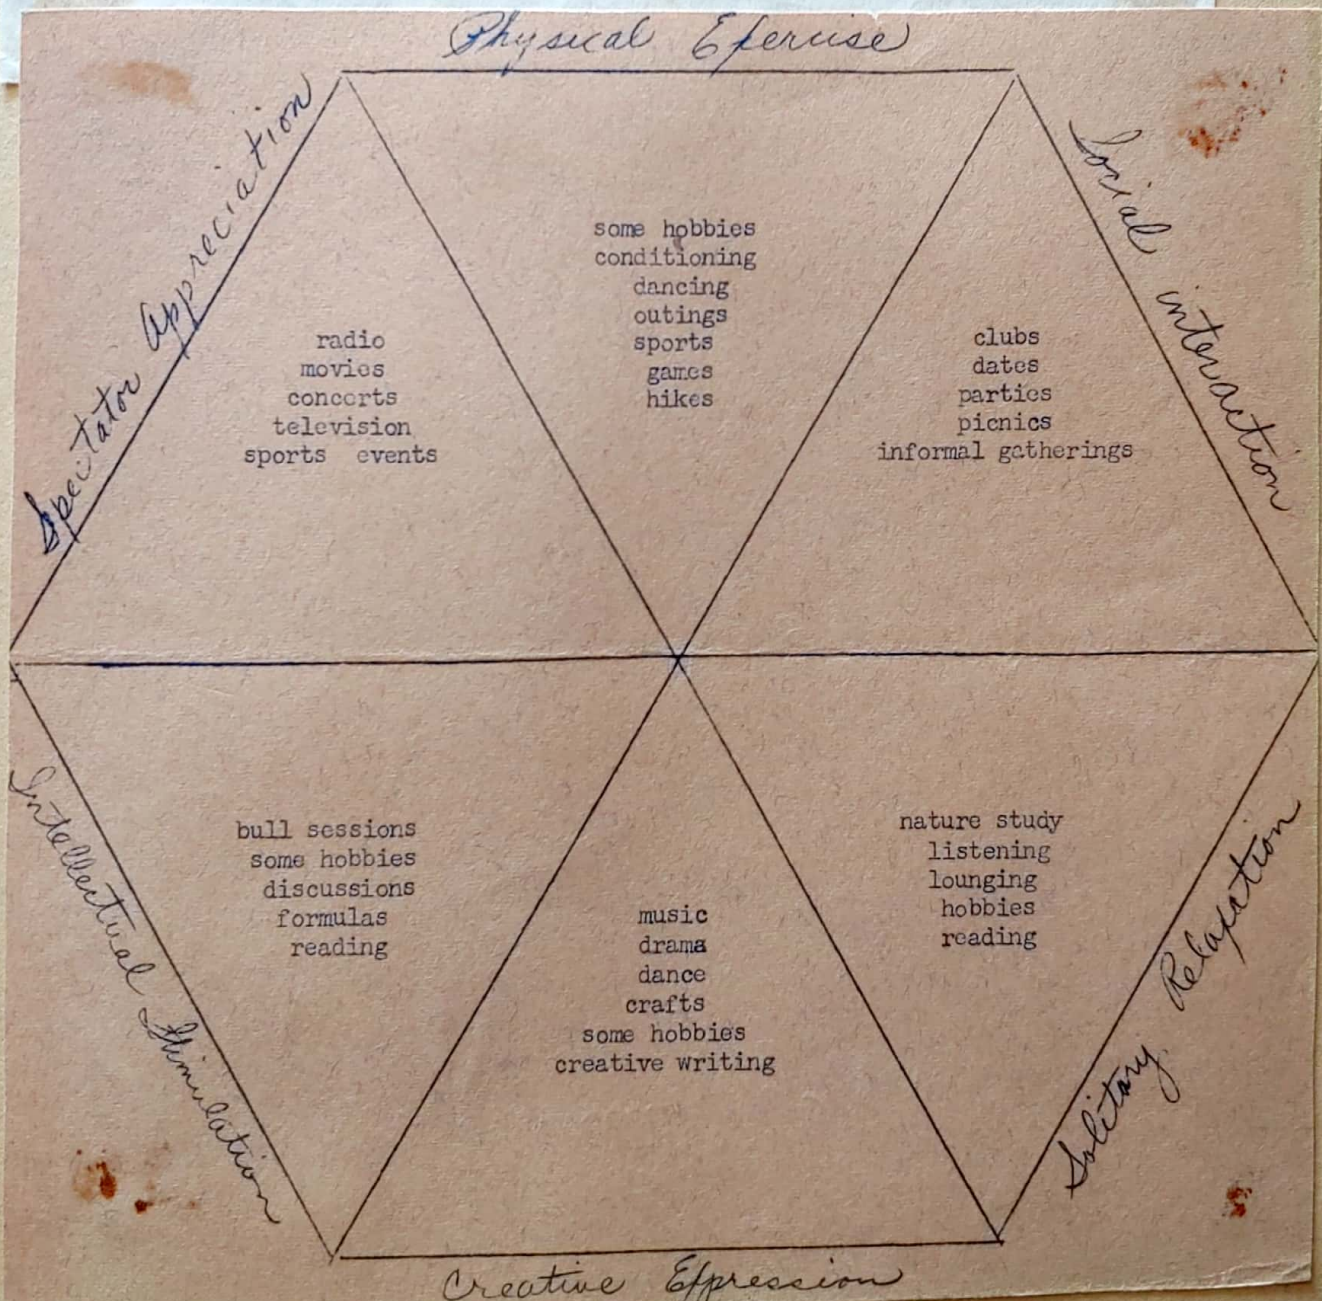 Physical Exercise
some hobbies
conditioning
dancing
outings
sports
games
hikes
Social interaction
clubs
dates
parties
picnics
informal gatherings
Solitary Relaxation
nature study
listening
lounging
hobbies
reading
Creative Expression
music
drama
dance
crafts
some hobbies
creative writing
Intellectual Stimulation
bull sessions
some hobbies
discussions
formulas
reading
Spectator Appreciation
radio
movies
concerts
television
sports events